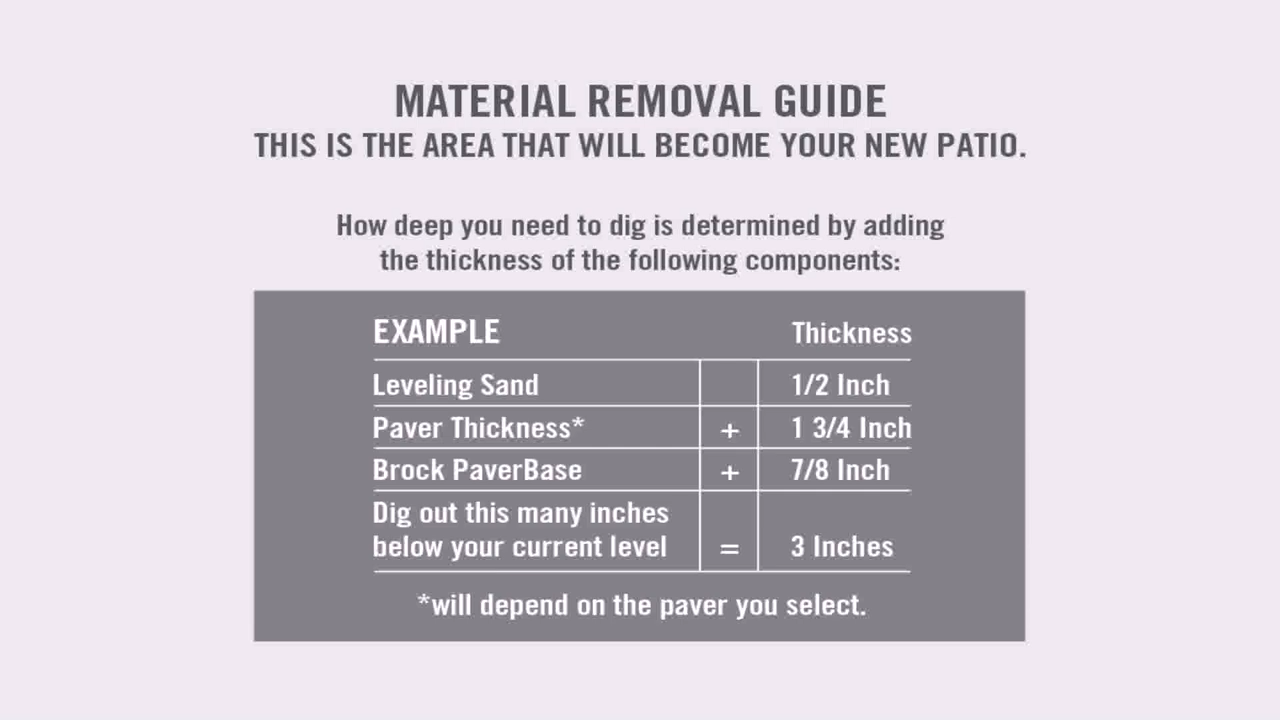 MATERIAL REMOVAL GUIDE
THIS IS THE AREA THAT WILL BECOME YOUR NEW PATIO.
How deep you need to dig is determined by adding
the thickness of the following components:
EXAMPLE Thickness
Leveling Sand 1/2 Inch
Paver Thickness* + 1 3/4 Inch
Brock PaverBase + 7/8 Inch
Dig out this many inches
below your current level = 3 Inches
*will depend on the paver you select.